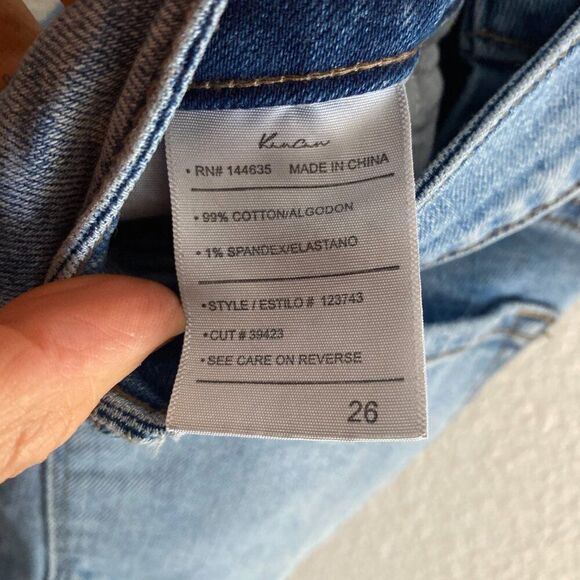 KanCan
• RN# 144635 MADE IN CHINA
• 99% COTTON/ALGODON
• 1% SPANDEX/ELASTANO
• STYLE / ESTILO # 123743
• CUT # 39423
• SEE CARE ON REVERSE
26